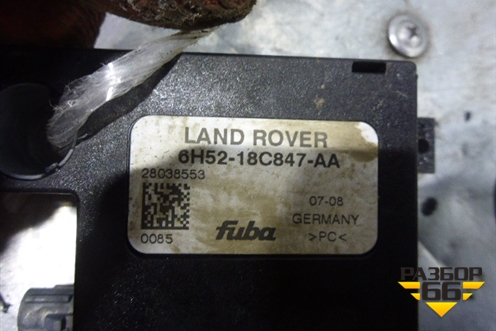 LAND ROVER
6H52-18C847-AA
28038553
07-08
GERMANY
0085
fuba
>PC<
РАЗБОР
66